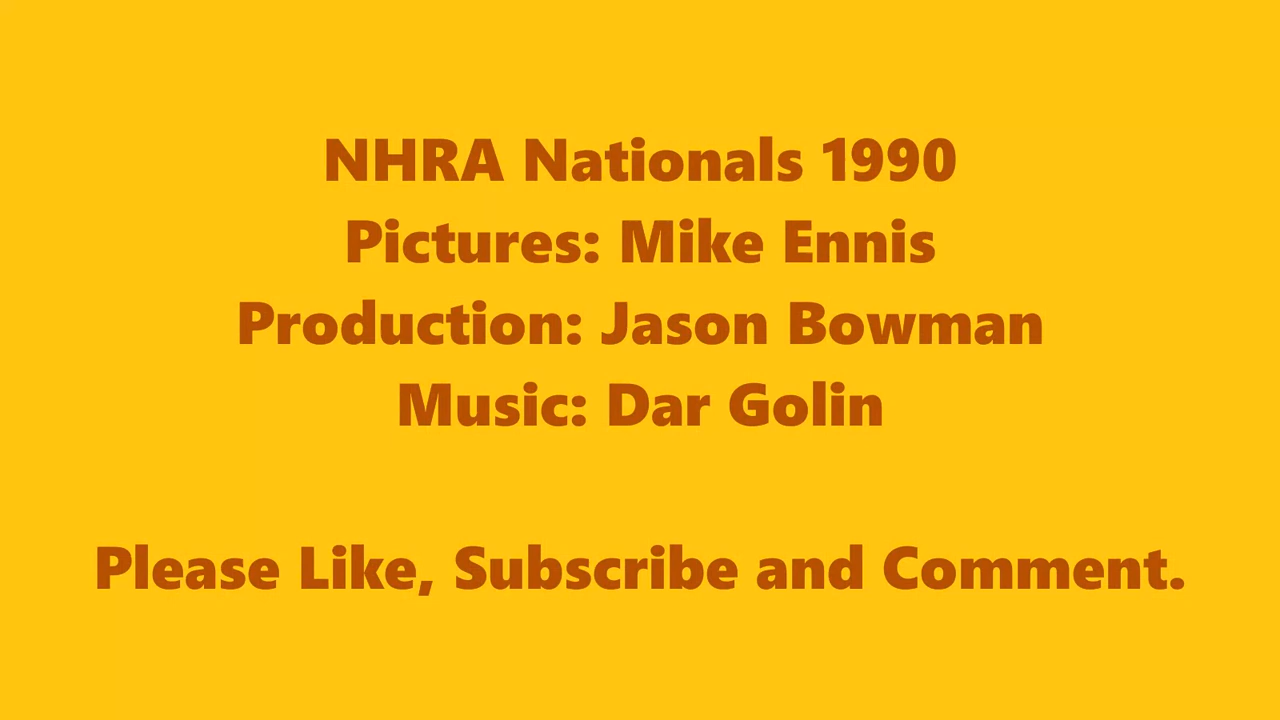 NHRA Nationals 1990
Pictures: Mike Ennis
Production: Jason Bowman
Music: Dar Golin
Please Like, Subscribe and Comment.